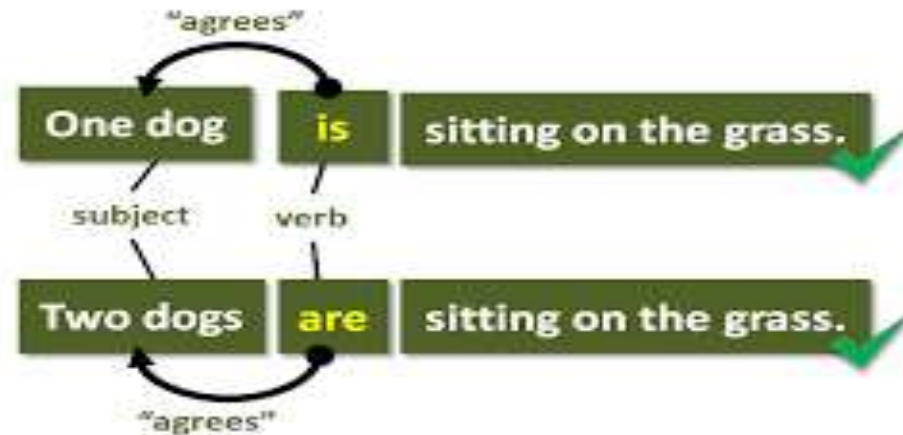 "agrees"
One dog is sitting on the grass.
subject verb
Two dogs are sitting on the grass.
"agrees"